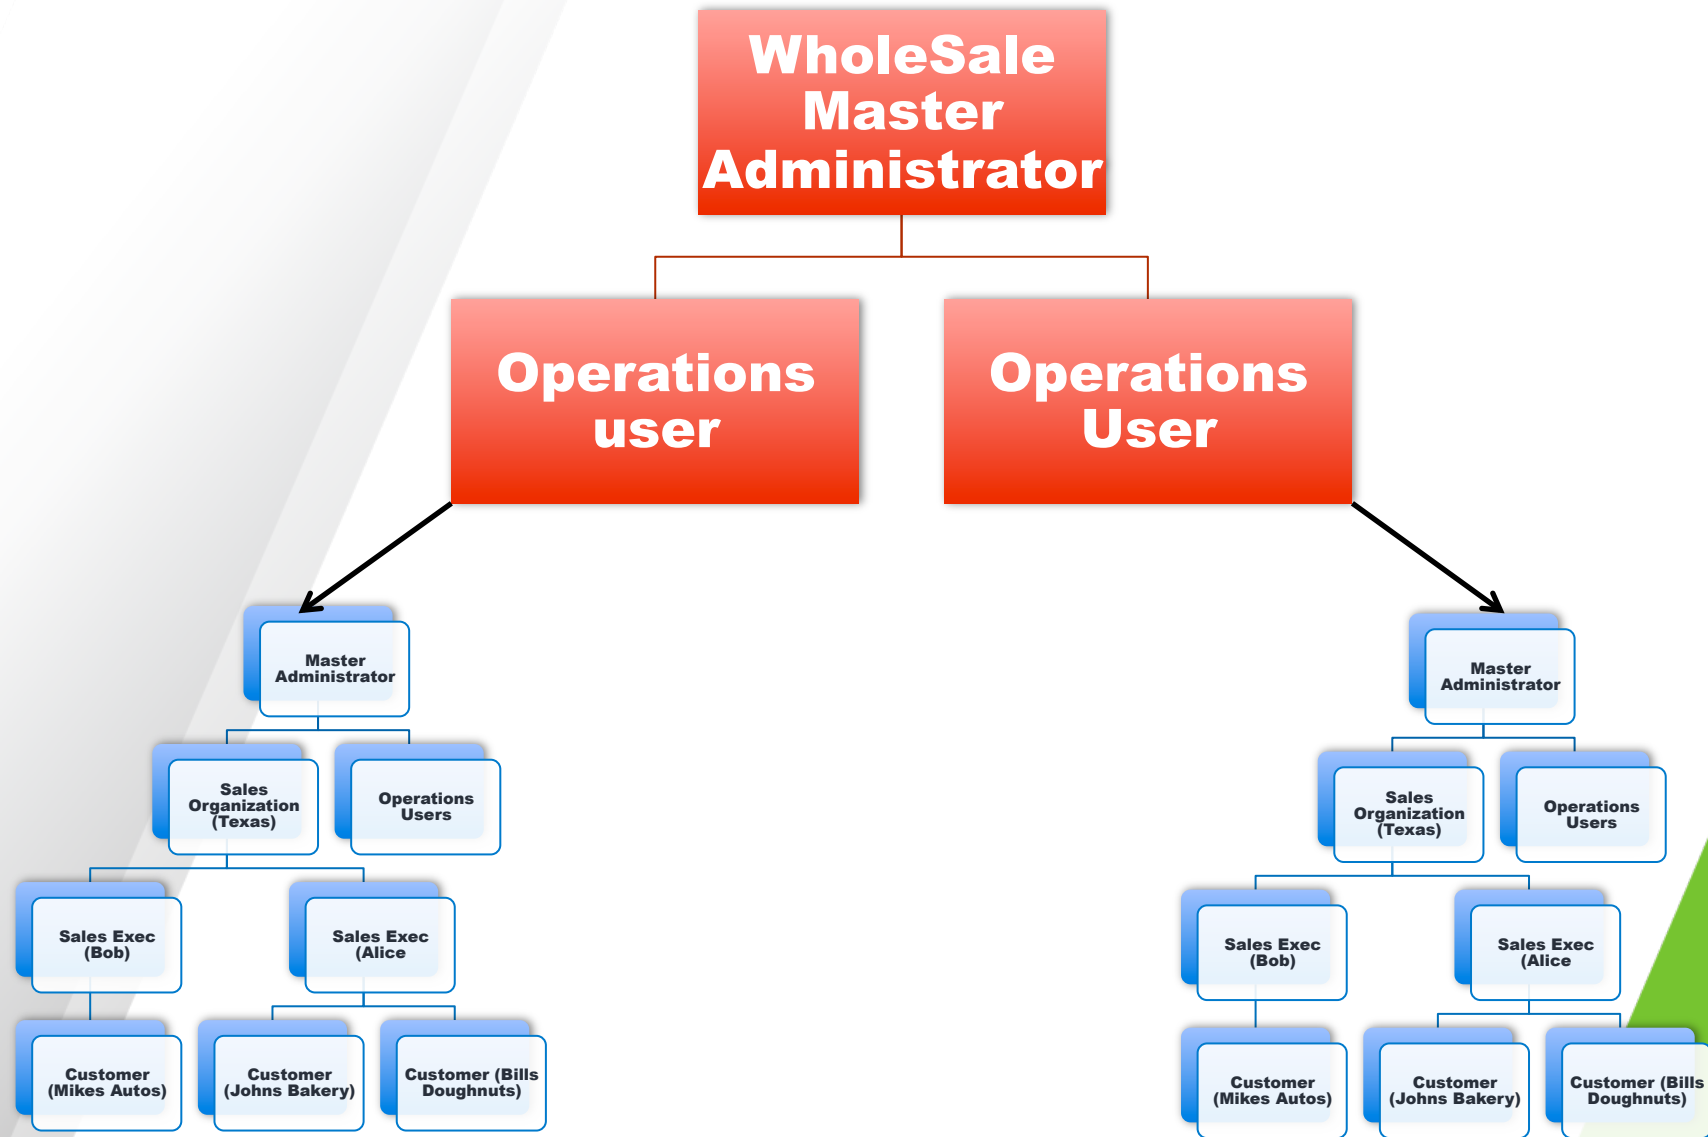 WholeSale
Master
Administrator
Operations
user
Operations
User
Master
Administrator
Master
Administrator
Sales
Organization
(Texas)
Operations
Users
Sales
Organization
(Texas)
Operations
Users
Sales Exec
(Bob)
Sales Exec
(Alice
Sales Exec
(Bob)
Sales Exec
(Alice
Customer
(Mikes Autos)
Customer
(Johns Bakery)
Customer (Bills
Doughnuts)
Customer
(Mikes Autos)
Customer
(Johns Bakery)
Customer (Bills
Doughnuts)